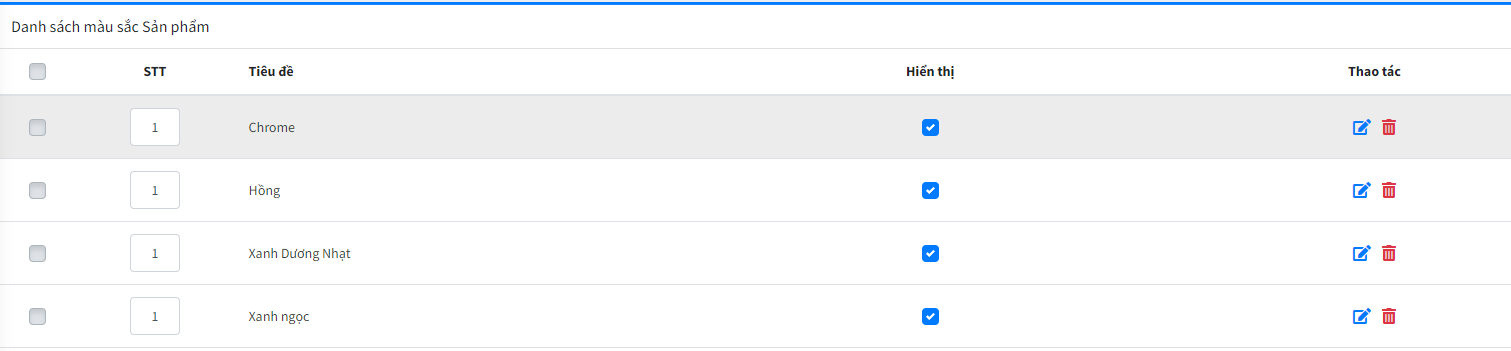 Danh sách màu sắc Sản phẩm
STT Tiêu đề Hiển thị Thao tác
1 Chrome
1 Hồng
1 Xanh Dương Nhạt
1 Xanh ngọc